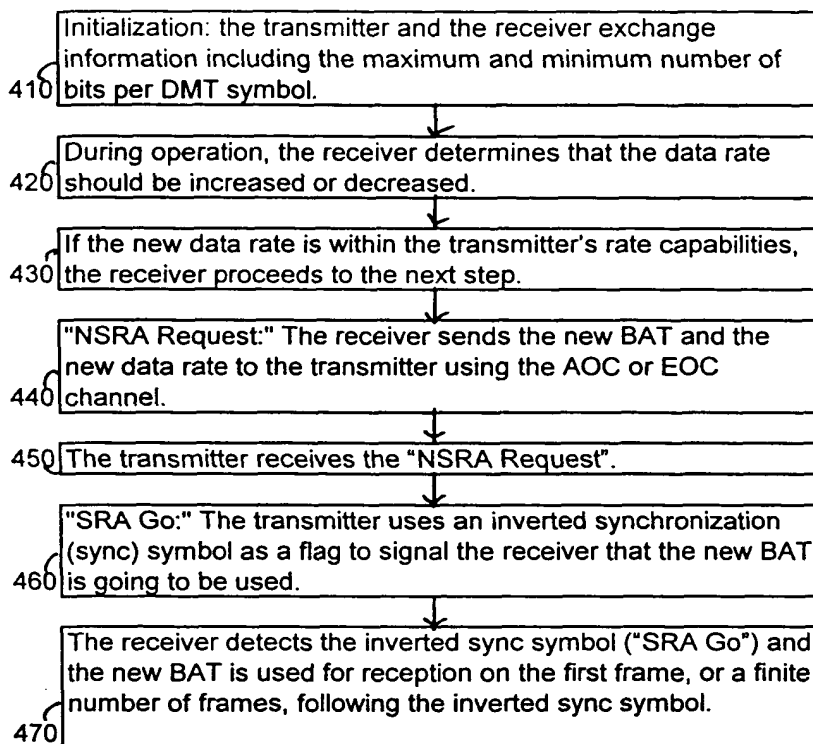 Initialization: the transmitter and the receiver exchange
information including the maximum and minimum number of
410 bits per DMT symbol.
During operation, the receiver determines that the data rate
420 should be increased or decreased.
If the new data rate is within the transmitter's rate capabilities,
430 the receiver proceeds to the next step.
"NSRA Request:" The receiver sends the new BAT and the
new data rate to the transmitter using the AOC or EOC
440 channel.
450 The transmitter receives the "NSRA Request".
"SRA Go:" The transmitter uses an inverted synchronization
(sync) symbol as a flag to signal the receiver that the new BAT
460 is going to be used.
The receiver detects the inverted sync symbol ("SRA Go") and
the new BAT is used for reception on the first frame, or a finite
number of frames, following the inverted sync symbol.
470